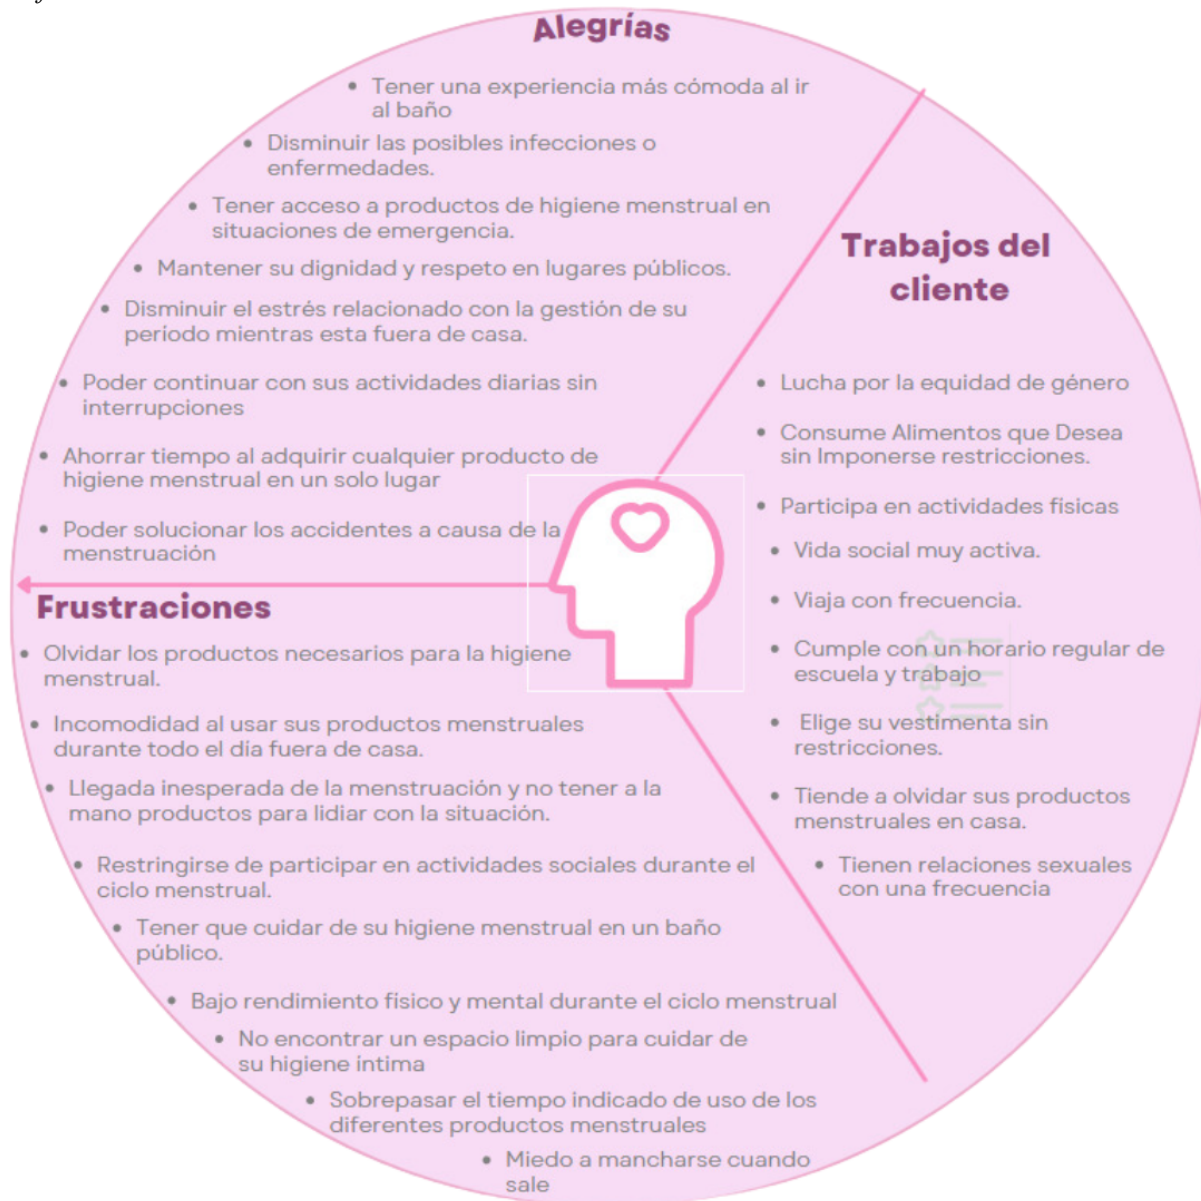 Alegrías
• Tener una experiencia más cómoda al ir
al baño
• Disminuir las posibles infecciones o
enfermedades.
• Tener acceso a productos de higiene menstrual en
situaciones de emergencia.
• Mantener su dignidad y respeto en lugares públicos.
• Disminuir el estrés relacionado con la gestión de su
período mientras esta fuera de casa.
• Poder continuar con sus actividades diarias sin
interrupciones
• Ahorrar tiempo al adquirir cualquier producto de
higiene menstrual en un solo lugar
• Poder solucionar los accidentes a causa de la
menstruación
Trabajos del
cliente
• Lucha por la equidad de género
• Consume Alimentos que Desea
sin Imponerse restricciones.
• Participa en actividades físicas
• Vida social muy activa.
• Viaja con frecuencia.
• Cumple con un horario regular de
escuela y trabajo
• Elige su vestimenta sin
restricciones.
• Tiende a olvidar sus productos
menstruales en casa.
• Tienen relaciones sexuales
con una frecuencia
Frustraciones
• Olvidar los productos necesarios para la higiene
menstrual.
• Incomodidad al usar sus productos menstruales
durante todo el día fuera de casa.
• Llegada inesperada de la menstruación y no tener a la
mano productos para lidiar con la situación.
• Restringirse de participar en actividades sociales durante el
ciclo menstrual.
• Tener que cuidar de su higiene menstrual en un baño
público.
• Bajo rendimiento físico y mental durante el ciclo menstrual
• No encontrar un espacio limpio para cuidar de
su higiene íntima
• Sobrepasar el tiempo indicado de uso de los
diferentes productos menstruales
• Miedo a mancharse cuando
sale